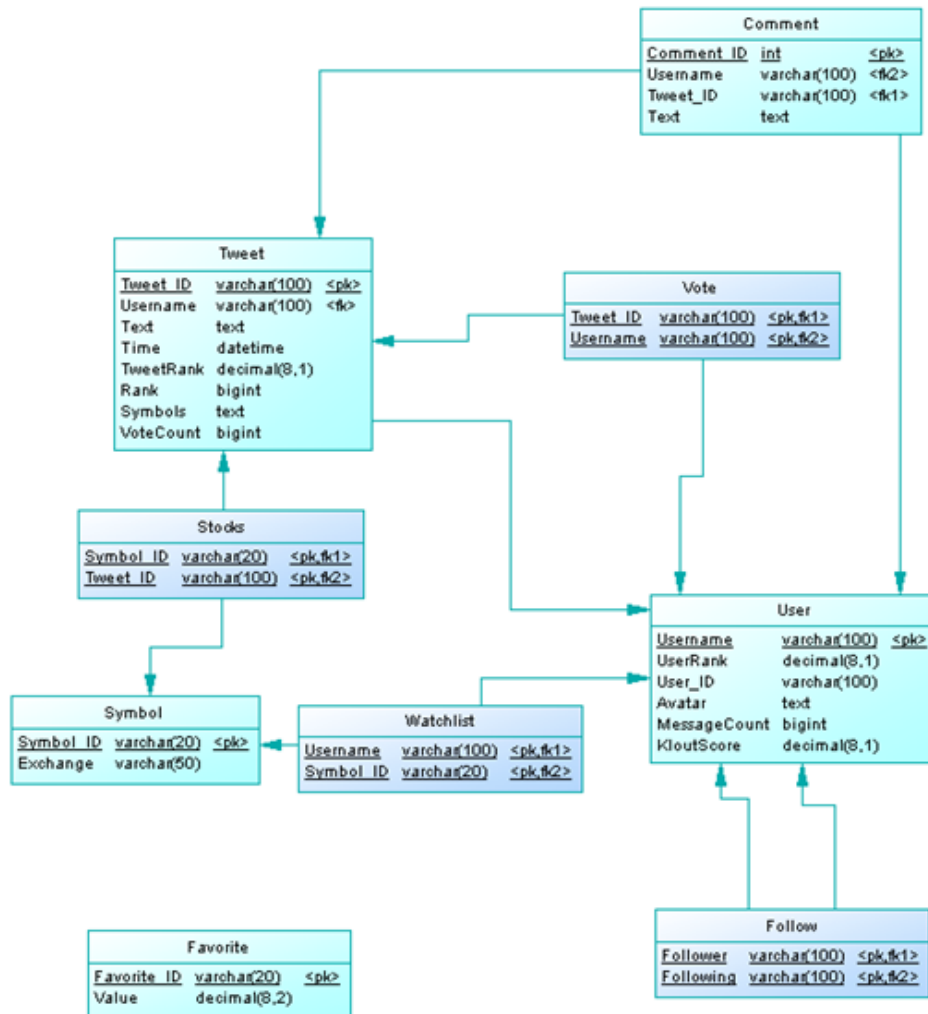 Comment
Comment_ID int <pk>
Username varchar(100) <fk2>
Tweet_ID varchar(100) <fk1>
Text text
Tweet
Tweet_ID varchar(100) <pk>
Username varchar(100) <fk>
Text text
Time datetime
TweetRank decimal(8,1)
Rank bigint
Symbols text
VoteCount bigint
Vote
Tweet_ID varchar(100) <pk,fk1>
Username varchar(100) <pk,fk2>
Stocks
Symbol_ID varchar(20) <pk,fk1>
Tweet_ID varchar(100) <pk,fk2>
User
Username varchar(100) <pk>
UserRank decimal(8,1)
User_ID varchar(100)
Avatar text
MessageCount bigint
KloutScore decimal(8,1)
Symbol
Symbol_ID varchar(20) <pk>
Exchange varchar(50)
Watchlist
Username varchar(100) <pk,fk1>
Symbol_ID varchar(20) <pk,fk2>
Follow
Follower varchar(100) <pk,fk1>
Following varchar(100) <pk,fk2>
Favorite
Favorite_ID varchar(20) <pk>
Value decimal(8,2)